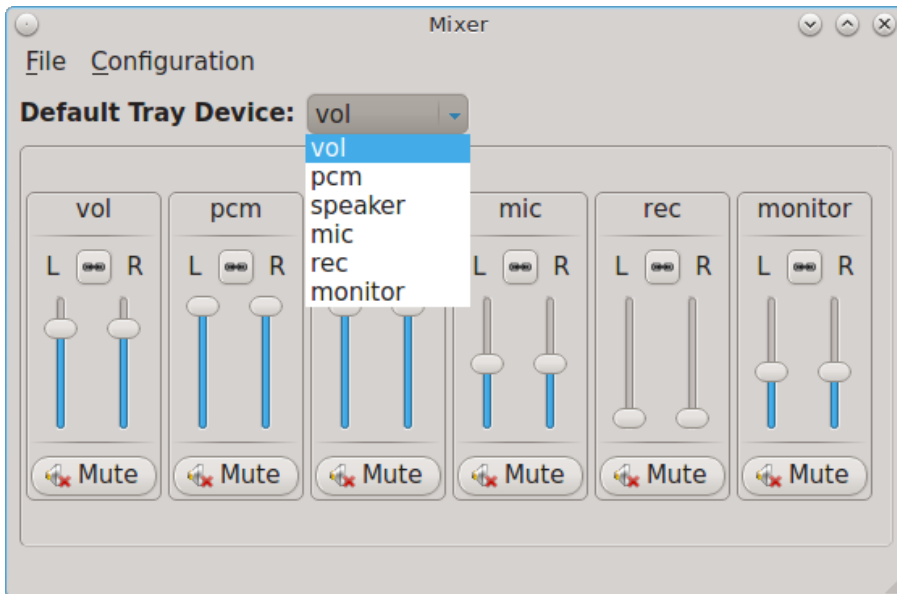 Mixer
File Configuration
Default Tray Device: vol
vol
pcm
speaker
mic
rec
monitor
vol pcm mic rec monitor
L R L R L R L R L R
Mute Mute Mute Mute Mute Mute